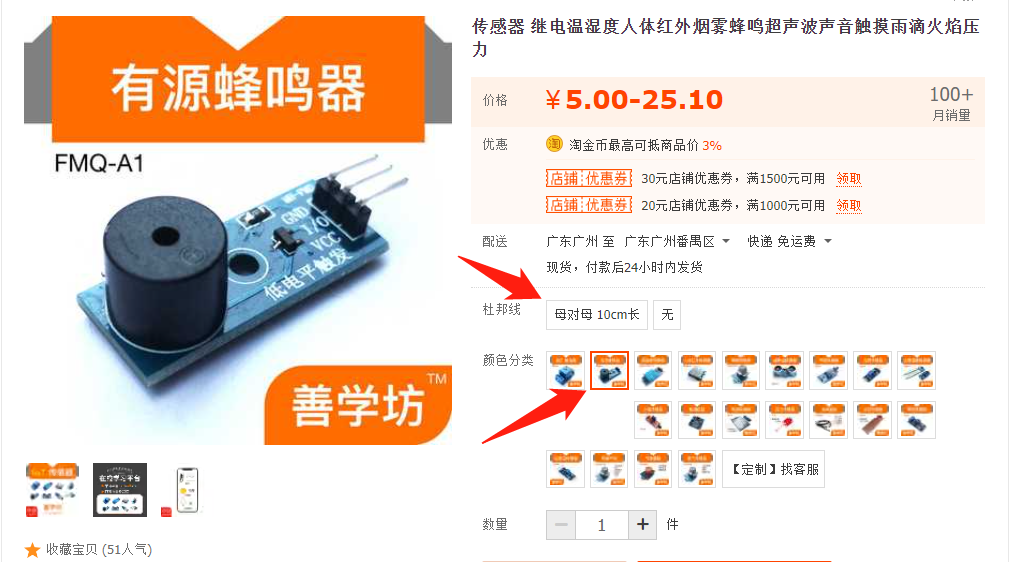 有源蜂鸣器
FMQ-A1
GND
I/O
VCC
低电平触发
善学坊 TM
收藏宝贝 (51人气)
传感器 继电温湿度人体红外烟雾蜂鸣超声波声音触摸雨滴火焰压
力
价格 ¥5.00-25.10 100+
月销量
优惠 淘 淘金币最高可抵商品价 3%
店铺优惠券 30元店铺优惠券，满1500元可用 领取
店铺优惠券 20元店铺优惠券，满1000元可用 领取
配送 广东广州 至 广东广州番禺区 快递 免运费
现货，付款后24小时内发货
杜邦线 母对母 10cm长 无
颜色分类
【定制】找客服
数量 1 件